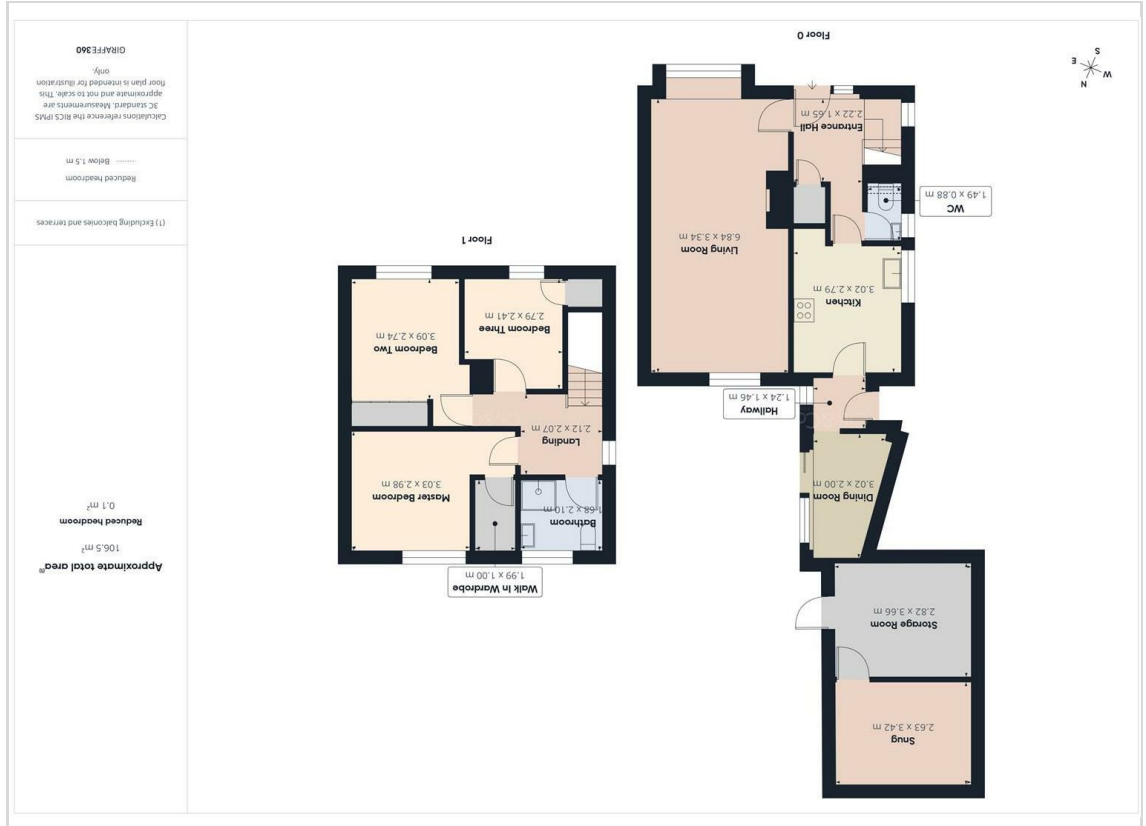 Snug
2.63 x 3.42 m
Storage Room
2.82 x 3.66 m
Dining Room
3.02 x 2.00 m
Hallway
1.24 x 1.46 m
Kitchen
3.02 x 2.79 m
Living Room
6.84 x 3.34 m
WC
1.49 x 0.88 m
Entrance Hall
2.22 x 1.65 m
Floor 0
N
W
E
S
Walk In Wardrobe
1.99 x 1.00 m
Bathroom
1.68 x 2.10 m
Master Bedroom
3.03 x 2.98 m
Landing
2.12 x 2.07 m
Bedroom Two
3.09 x 2.74 m
Bedroom Three
2.79 x 2.41 m
Floor 1
Approximate total area(1)
106.5 m²
Reduced headroom
0.1 m²
(1) Excluding balconies and terraces
Reduced headroom
Below 1.5 m
Calculations reference the RICS IPMS
3C standard. Measurements are
approximate and not to scale. This
floor plan is intended for illustration
only.
GIRAFFE360